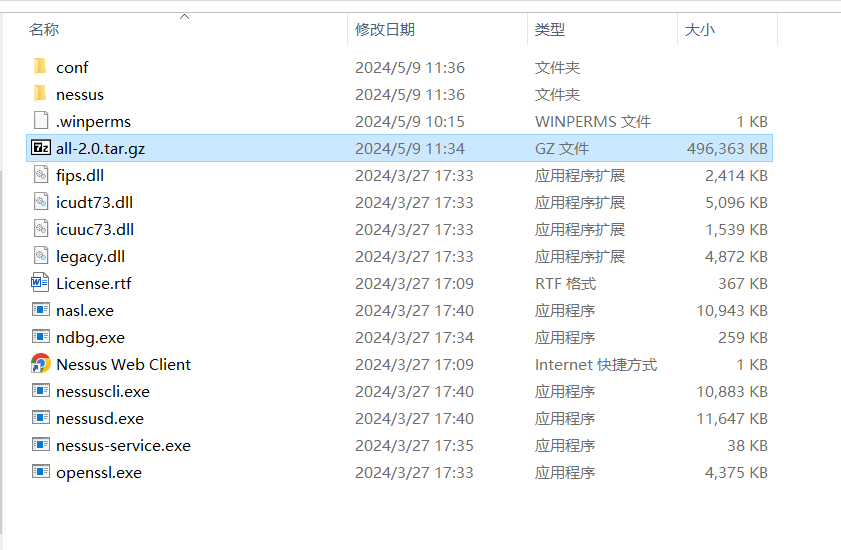 名称 修改日期 类型 大小
conf 2024/5/9 11:36 文件夹
nessus 2024/5/9 11:36 文件夹
.winperms 2024/5/9 10:15 WINPERMS 文件 1 KB
all-2.0.tar.gz 2024/5/9 11:34 GZ 文件 496,363 KB
fips.dll 2024/3/27 17:33 应用程序扩展 2,414 KB
icudt73.dll 2024/3/27 17:33 应用程序扩展 5,096 KB
icuuc73.dll 2024/3/27 17:33 应用程序扩展 1,539 KB
legacy.dll 2024/3/27 17:33 应用程序扩展 4,872 KB
License.rtf 2024/3/27 17:09 RTF 格式 367 KB
nasl.exe 2024/3/27 17:40 应用程序 10,943 KB
ndbg.exe 2024/3/27 17:34 应用程序 259 KB
Nessus Web Client 2024/3/27 17:09 Internet 快捷方式 1 KB
nessuscli.exe 2024/3/27 17:40 应用程序 10,883 KB
nessusd.exe 2024/3/27 17:40 应用程序 11,647 KB
nessus-service.exe 2024/3/27 17:35 应用程序 38 KB
openssl.exe 2024/3/27 17:33 应用程序 4,375 KB